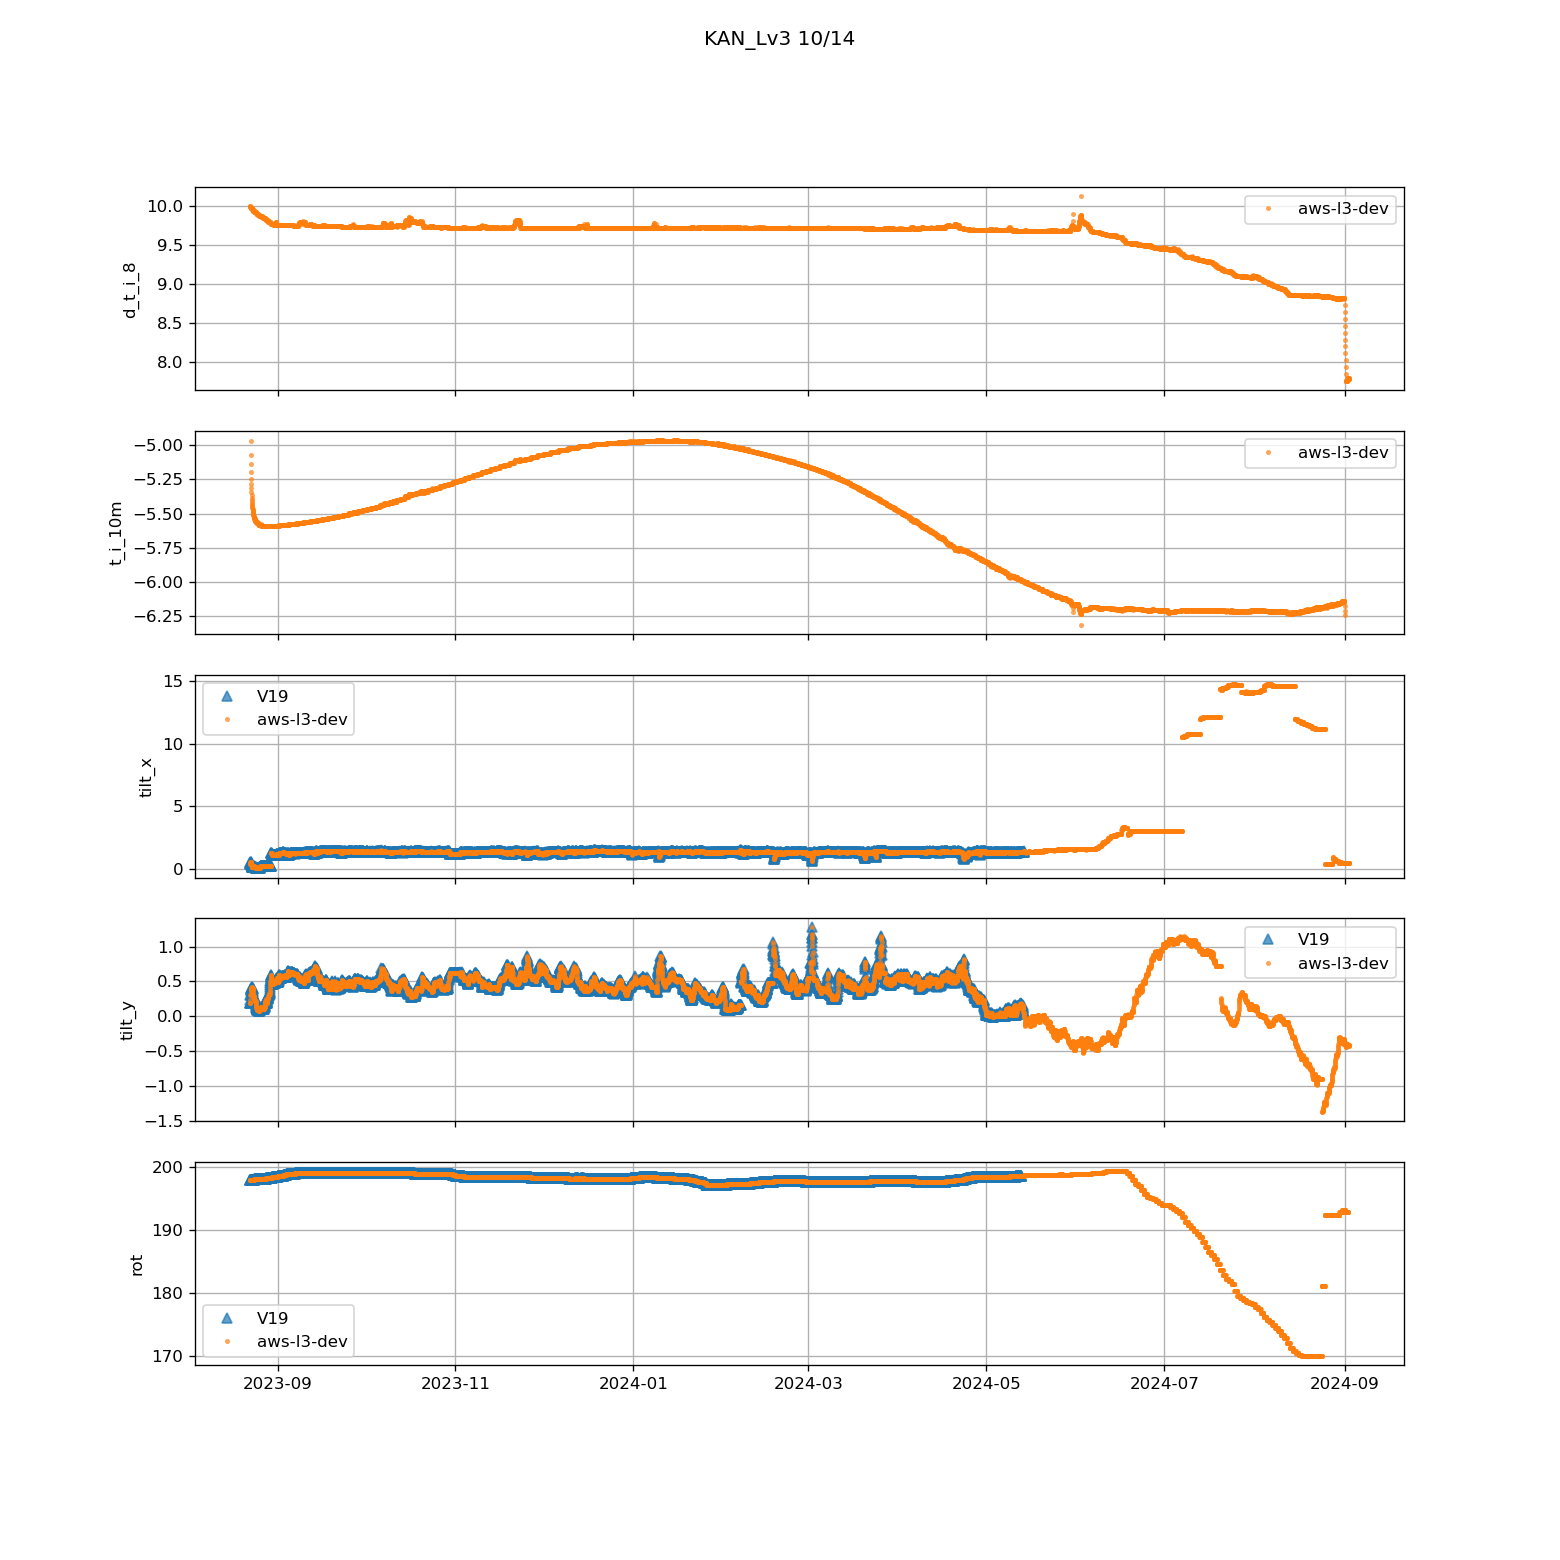 KAN_Lv3 10/14
10.0
9.5
9.0
8.5
8.0
d_t_i_8
aws-l3-dev
−5.00
−5.25
−5.50
−5.75
−6.00
−6.25
t_i_10m
aws-l3-dev
15
10
5
0
tilt_x
V19
aws-l3-dev
1.0
0.5
0.0
−0.5
−1.0
−1.5
tilt_y
V19
aws-l3-dev
200
190
180
170
rot
V19
aws-l3-dev
2023-09 2023-11 2024-01 2024-03 2024-05 2024-07 2024-09